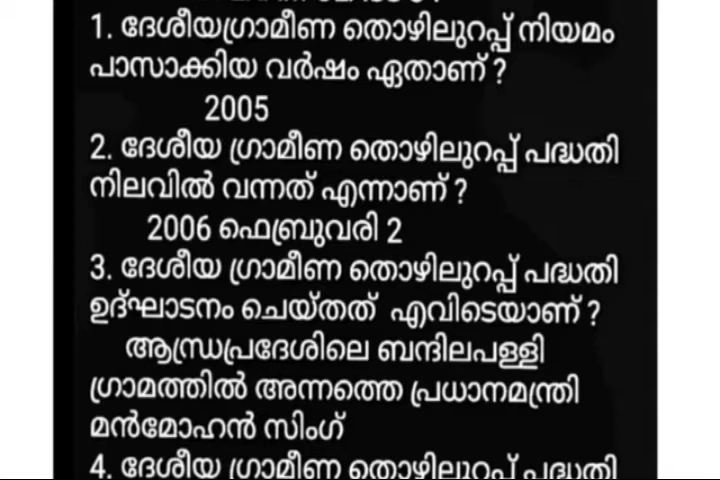 1. ദേശീയഗ്രാമീണ തൊഴിലുറപ്പ് നിയമം
പാസാക്കിയ വർഷം ഏതാണ് ?
2005
2. ദേശീയ ഗ്രാമീണ തൊഴിലുറപ്പ് പദ്ധതി
നിലവിൽ വന്നത് എന്നാണ് ?
2006 ഫെബ്രുവരി 2
3. ദേശീയ ഗ്രാമീണ തൊഴിലുറപ്പ് പദ്ധതി
ഉദ്ഘാടനം ചെയ്തത് എവിടെയാണ് ?
ആന്ധ്രപ്രദേശിലെ ബന്ദിലപള്ളി
ഗ്രാമത്തിൽ അന്നത്തെ പ്രധാനമന്ത്രി
മൻമോഹൻ സിംഗ്
4. ദേശീയ ഗ്രാമീണ തൊഴിലുറപ്പ് പദ്ധതി